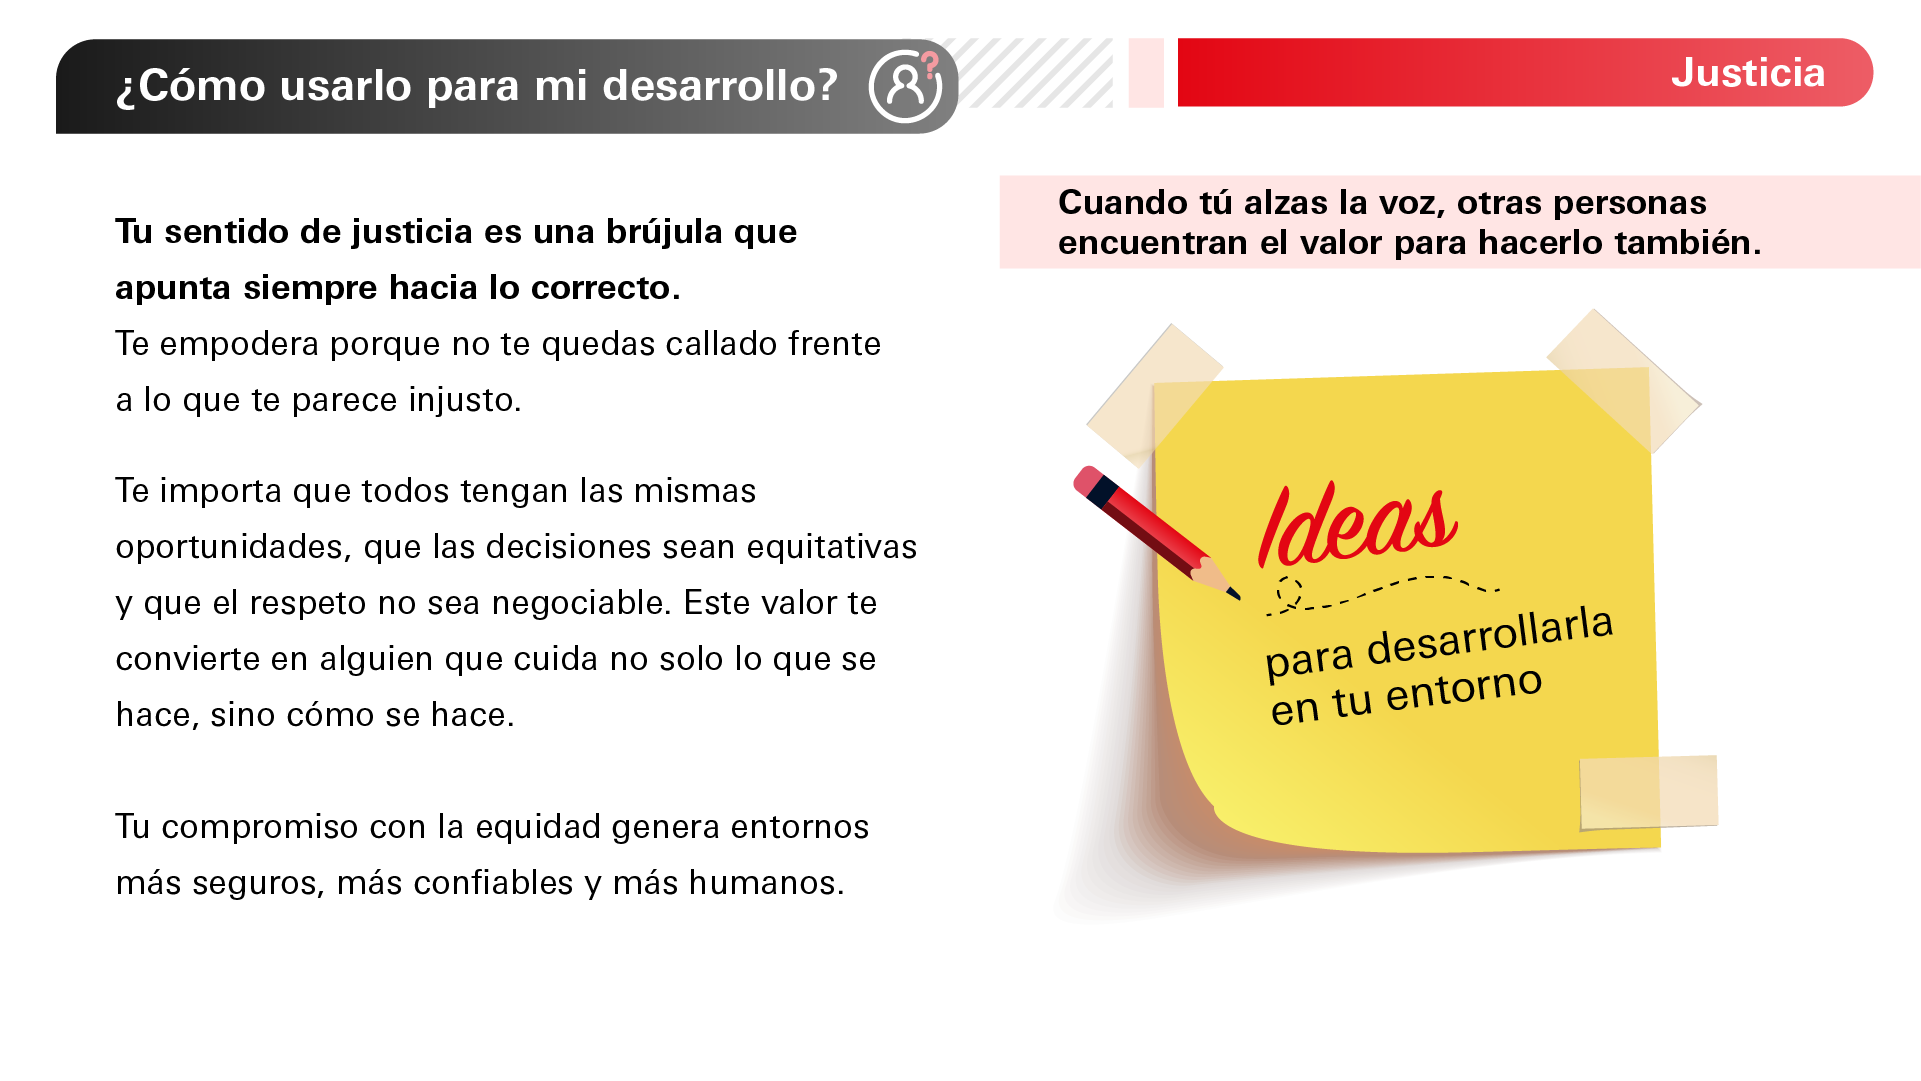 ¿Cómo usarlo para mi desarrollo?
Justicia
Tu sentido de justicia es una brújula que
apunta siempre hacia lo correcto.
Te empodera porque no te quedas callado frente
a lo que te parece injusto.
Te importa que todos tengan las mismas
oportunidades, que las decisiones sean equitativas
y que el respeto no sea negociable. Este valor te
convierte en alguien que cuida no solo lo que se
hace, sino cómo se hace.
Tu compromiso con la equidad genera entornos
más seguros, más confiables y más humanos.
Cuando tú alzas la voz, otras personas
encuentran el valor para hacerlo también.
Ideas
para desarrollarla
en tu entorno